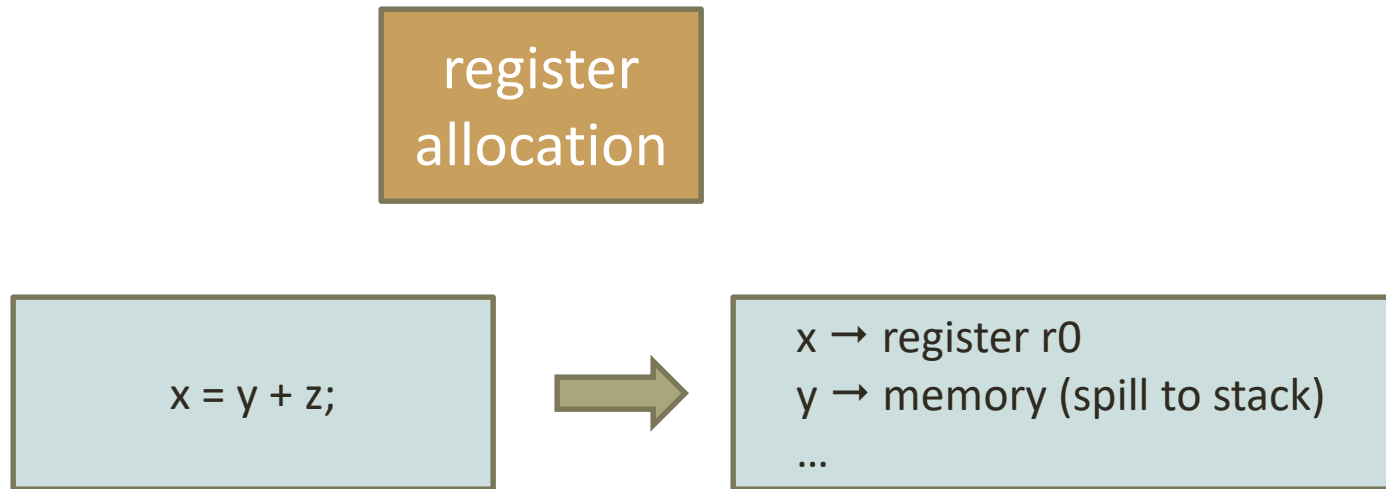 register
allocation
x = y + z;
x → register r0
y → memory (spill to stack)
...